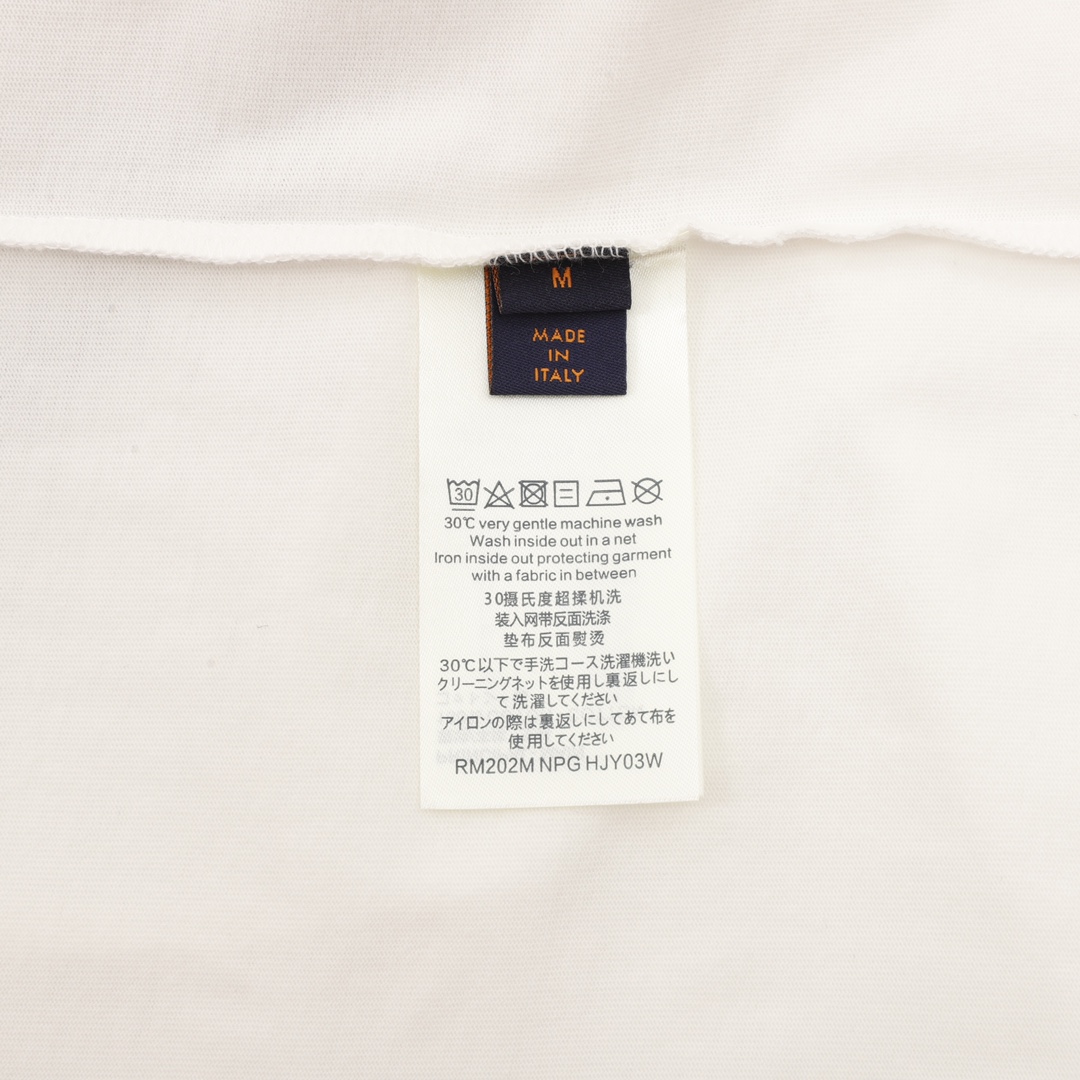 M
MADE
IN
ITALY
30
30℃ very gentle machine wash
Wash inside out in a net
Iron inside out protecting garment
with a fabric in between
30摄氏度超揉机洗
装入网带反面洗涤
垫布反面熨烫
30℃以下で手洗コース洗濯機洗い
クリーニングネットを使用し裏返しにし
て洗濯してください
アイロンの際は裏返しにしてあて布を
使用してください
RM202M NPG HJY03W